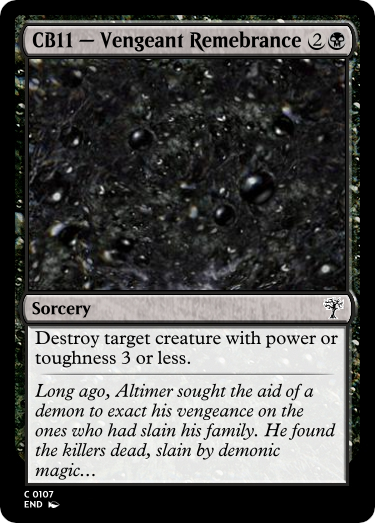 CB11 — Vengeant Remebrance 2
Sorcery
Destroy target creature with power or
toughness 3 or less.
Long ago, Altimer sought the aid of a
demon to exact his vengeance on the
ones who had slain his family. He found
the killers dead, slain by demonic
magic...
C 0107
END